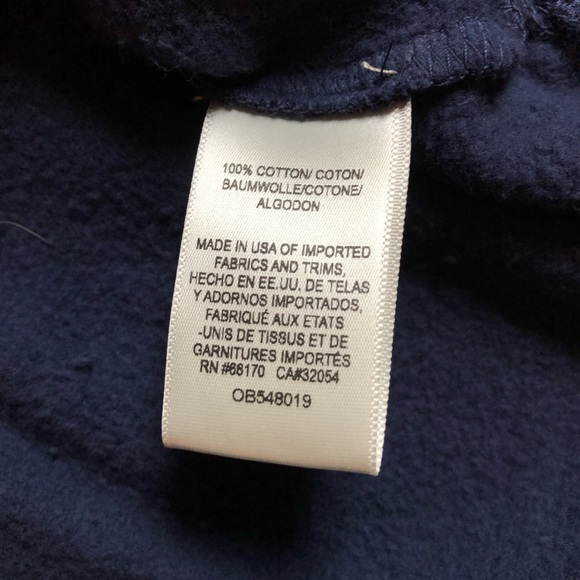 100% COTTON/ COTON/
BAUMWOLLE/COTONE/
ALGODON
MADE IN USA OF IMPORTED
FABRICS AND TRIMS,
HECHO EN EE.UU. DE TELAS
Y ADORNOS IMPORTADOS,
FABRIQUÉ AUX ETATS
-UNIS DE TISSUS ET DE
GARNITURES IMPORTÉS
RN #66170 CA#32054
OB548019